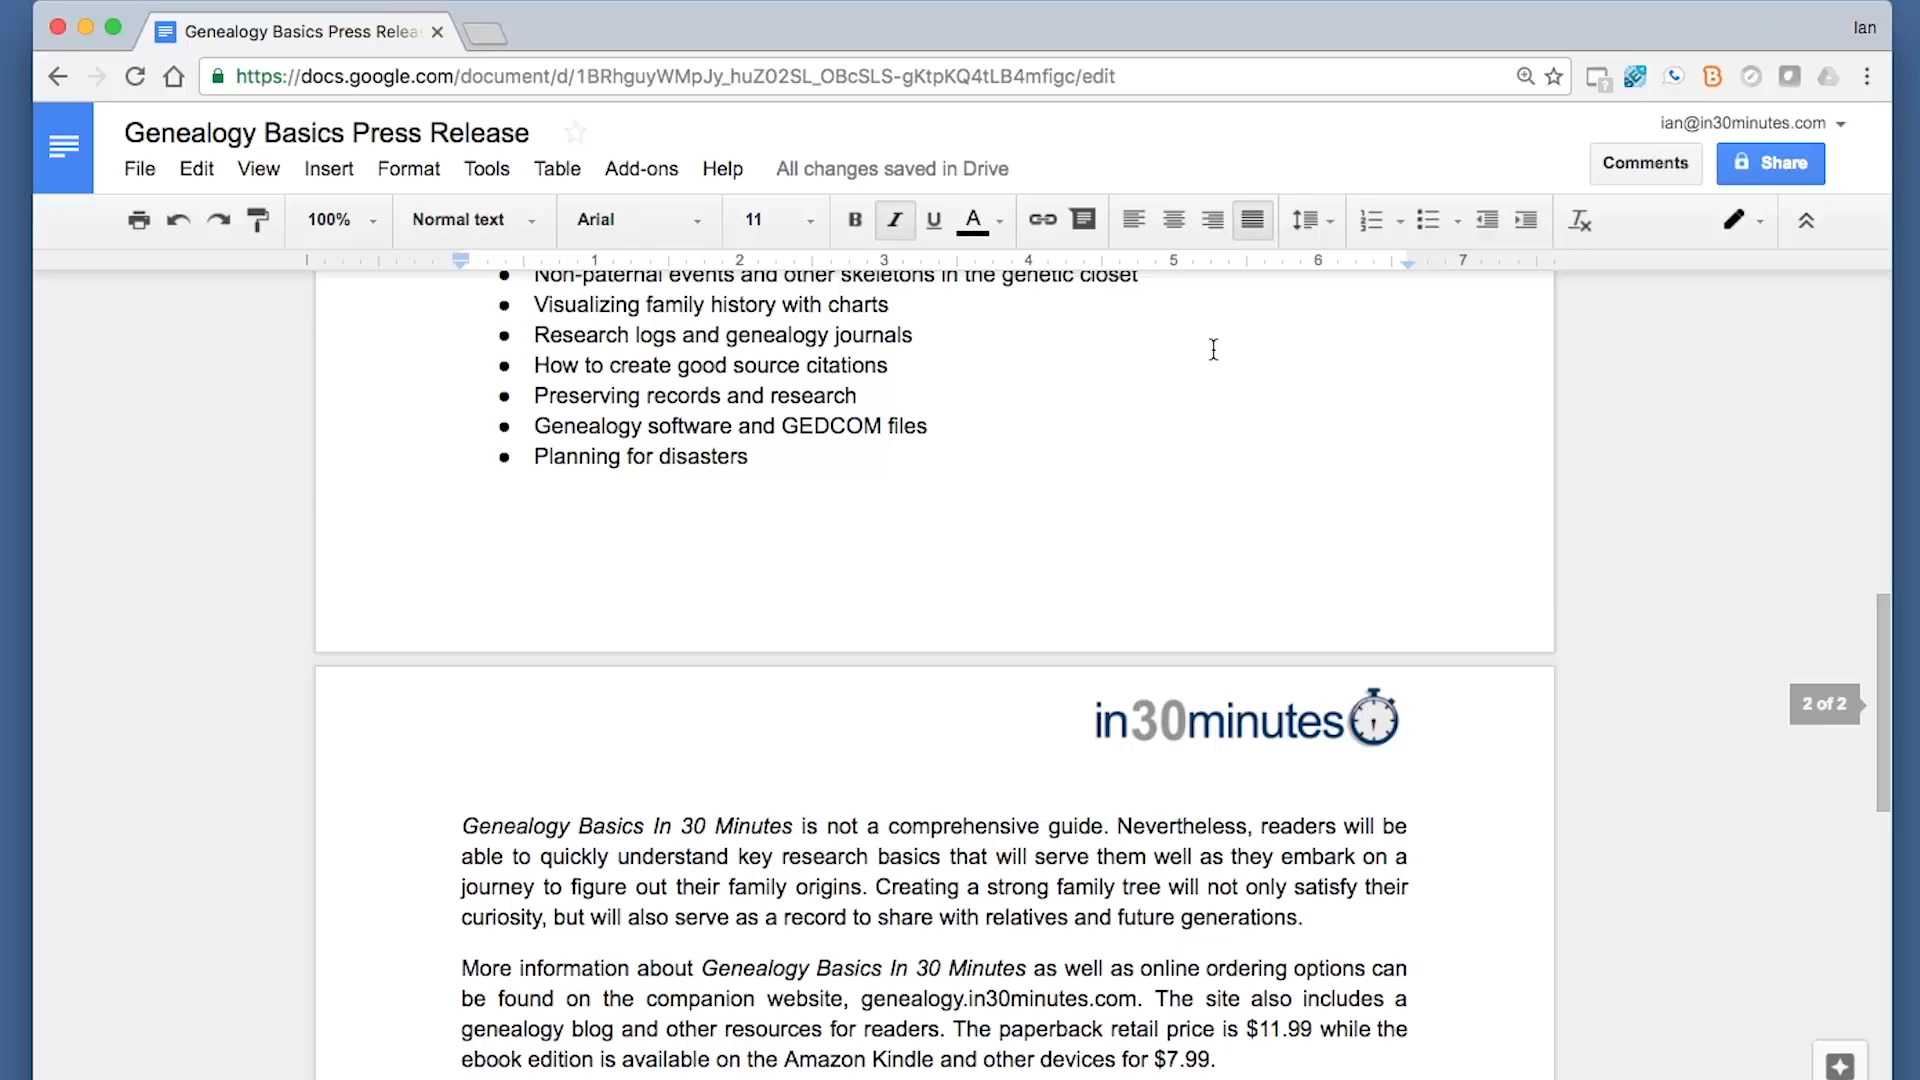 Genealogy Basics Press Relea
Ian
https://docs.google.com/document/d/1BRhguyWMpJy_huZ02SL_OBcSLS-gKtpKQ4tLB4mfigc/edit
Genealogy Basics Press Release
ian@in30minutes.com
File Edit View Insert Format Tools Table Add-ons Help All changes saved in Drive
Comments Share
100% Normal text Arial 11 B I U A
1 2 3 4 5 6 7
● Non-paternal events and other skeletons in the genetic closet
● Visualizing family history with charts
● Research logs and genealogy journals
● How to create good source citations
● Preserving records and research
● Genealogy software and GEDCOM files
● Planning for disasters
in30minutes
2 of 2
Genealogy Basics In 30 Minutes is not a comprehensive guide. Nevertheless, readers will be
able to quickly understand key research basics that will serve them well as they embark on a
journey to figure out their family origins. Creating a strong family tree will not only satisfy their
curiosity, but will also serve as a record to share with relatives and future generations.
More information about Genealogy Basics In 30 Minutes as well as online ordering options can
be found on the companion website, genealogy.in30minutes.com. The site also includes a
genealogy blog and other resources for readers. The paperback retail price is $11.99 while the
ebook edition is available on the Amazon Kindle and other devices for $7.99.